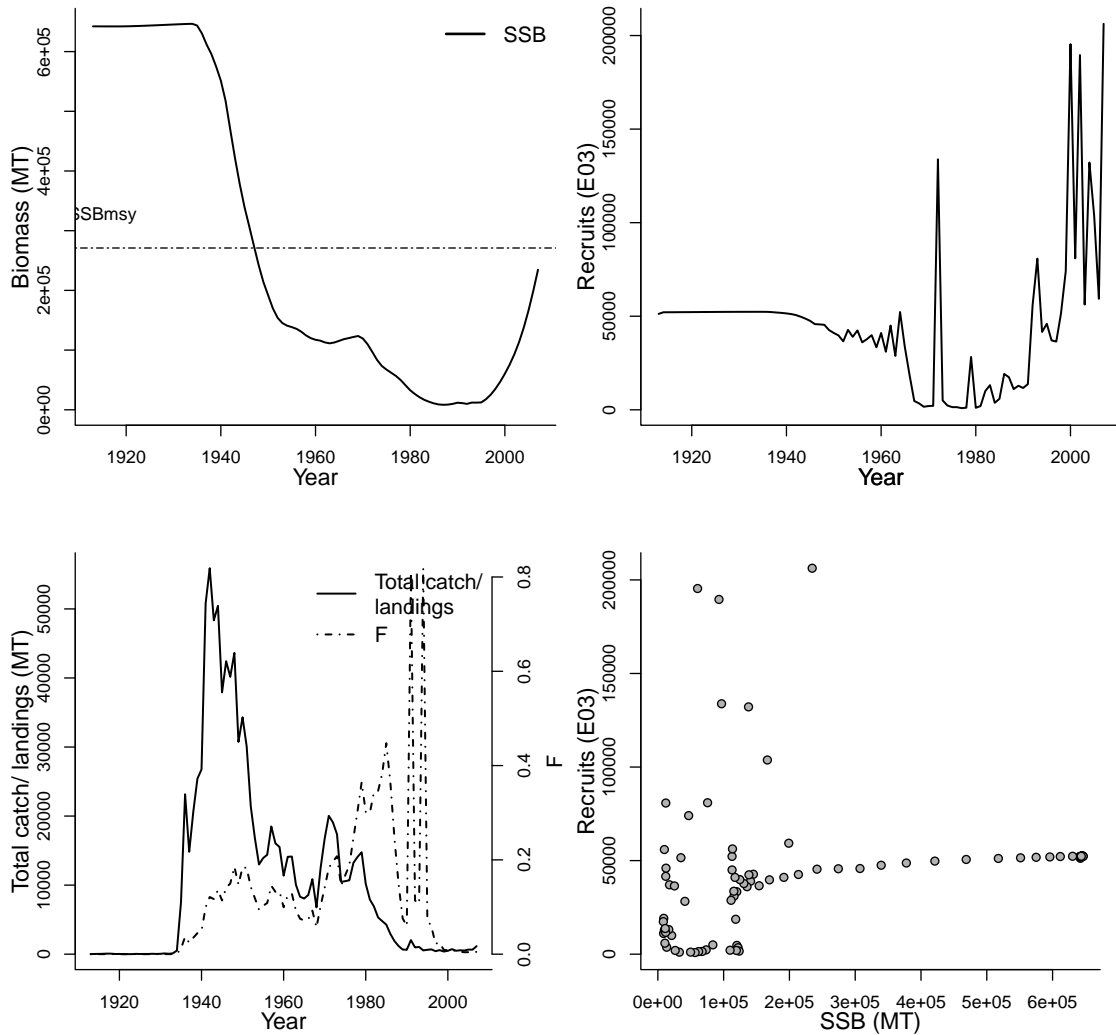 SSB
Biomass (MT)
0e+00 2e+05 4e+05 6e+05
SSBmsy
1920 1940 1960 1980 2000
Year
Recruits (E03)
0 50000 100000 150000 200000
1920 1940 1960 1980 2000
Year
Total catch/
landings
F
Total catch/ landings (MT)
0 10000 20000 30000 40000 50000
0.0 0.2 0.4 0.6 0.8
F
1920 1940 1960 1980 2000
Year
Recruits (E03)
0 50000 100000 150000 200000
0e+00 1e+05 2e+05 3e+05 4e+05 5e+05 6e+05
SSB (MT)